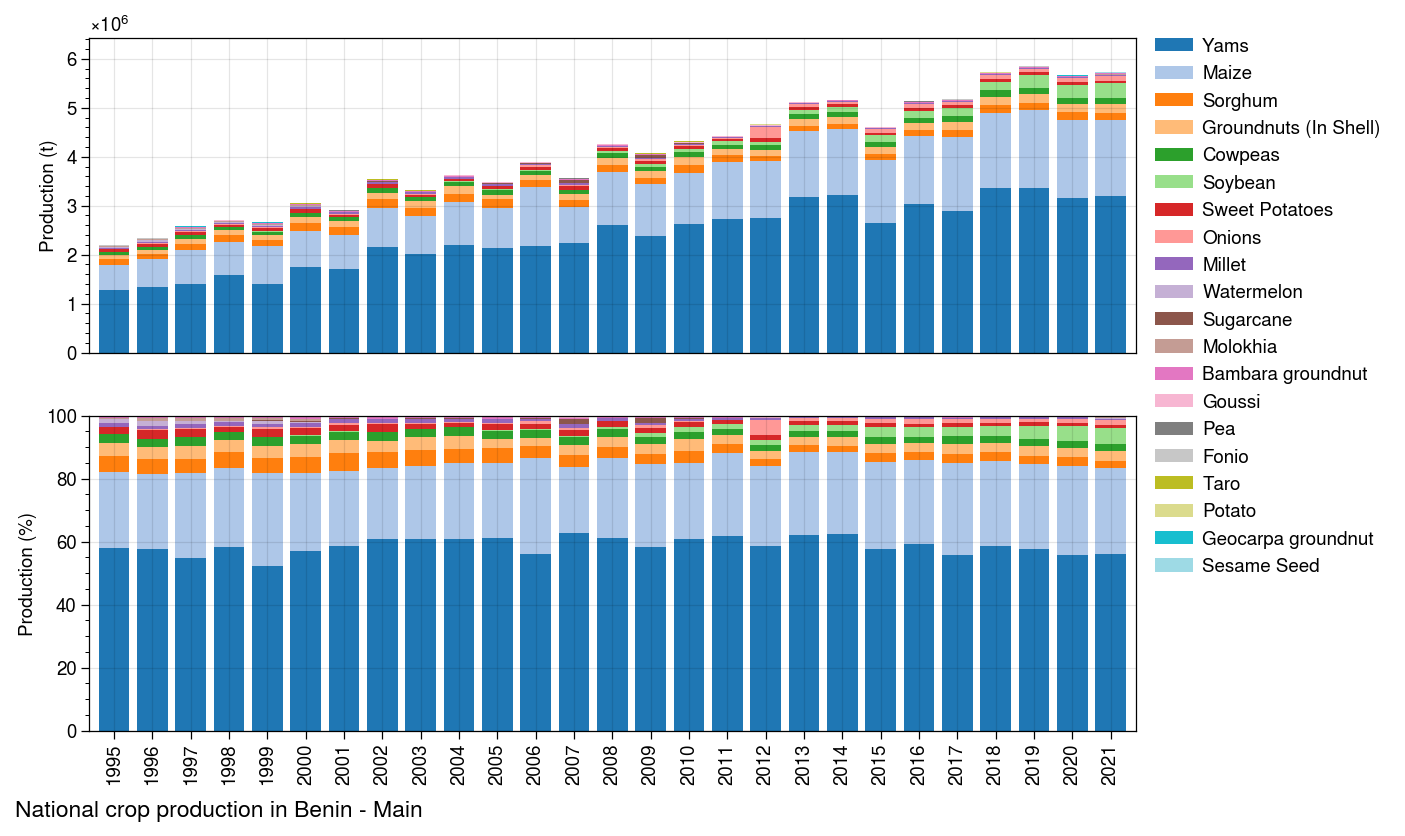 ×10⁶
6
5
4
3
2
1
0
Production (t)
100
80
60
40
20
0
Production (%)
1995
1996
1997
1998
1999
2000
2001
2002
2003
2004
2005
2006
2007
2008
2009
2010
2011
2012
2013
2014
2015
2016
2017
2018
2019
2020
2021
Yams
Maize
Sorghum
Groundnuts (In Shell)
Cowpeas
Soybean
Sweet Potatoes
Onions
Millet
Watermelon
Sugarcane
Molokhia
Bambara groundnut
Goussi
Pea
Fonio
Taro
Potato
Geocarpa groundnut
Sesame Seed
National crop production in Benin - Main